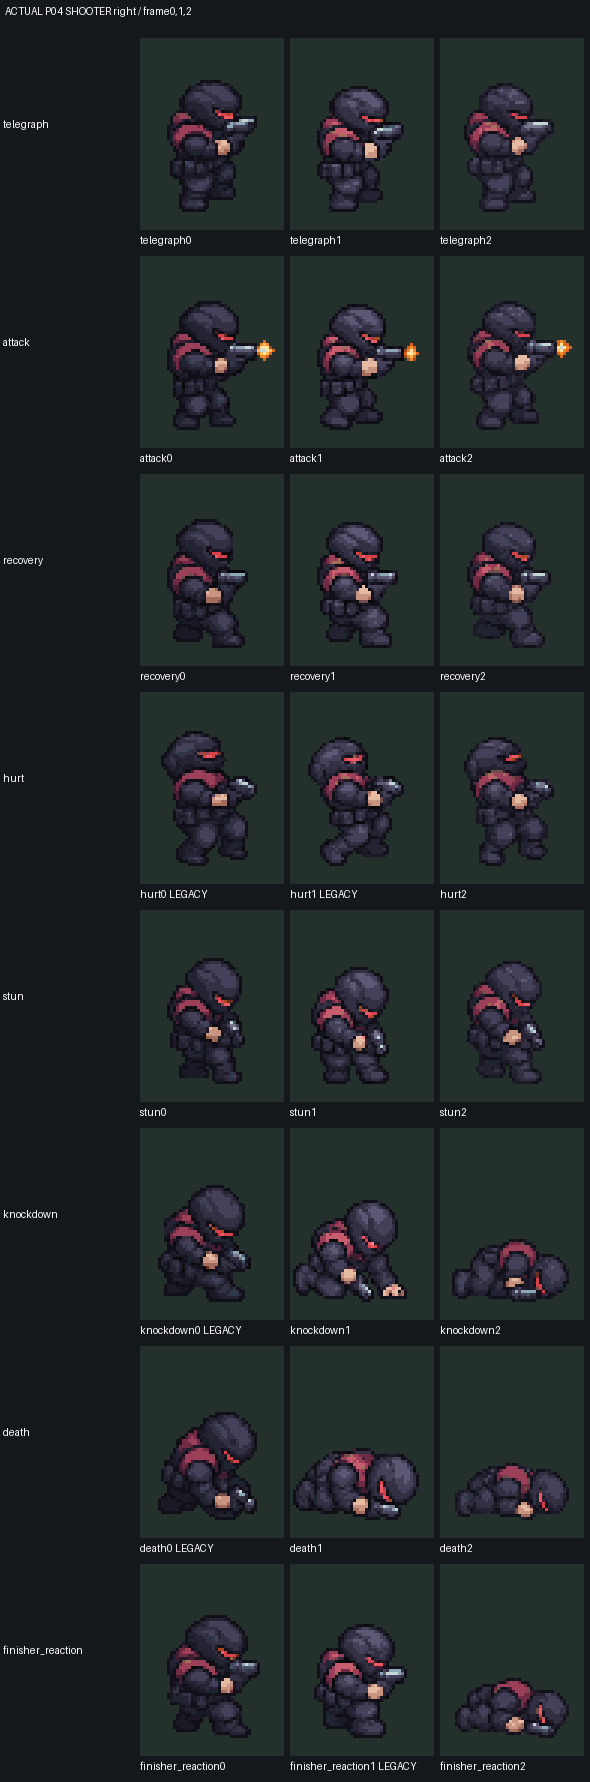 ACTUAL P04 SHOOTER right / frame0,1,2
telegraph
telegraph0 telegraph1 telegraph2
attack
attack0 attack1 attack2
recovery
recovery0 recovery1 recovery2
hurt
hurt0 LEGACY hurt1 LEGACY hurt2
stun
stun0 stun1 stun2
knockdown
knockdown0 LEGACY knockdown1 knockdown2
death
death0 LEGACY death1 death2
finisher_reaction
finisher_reaction0 finisher_reaction1 LEGACY finisher_reaction2